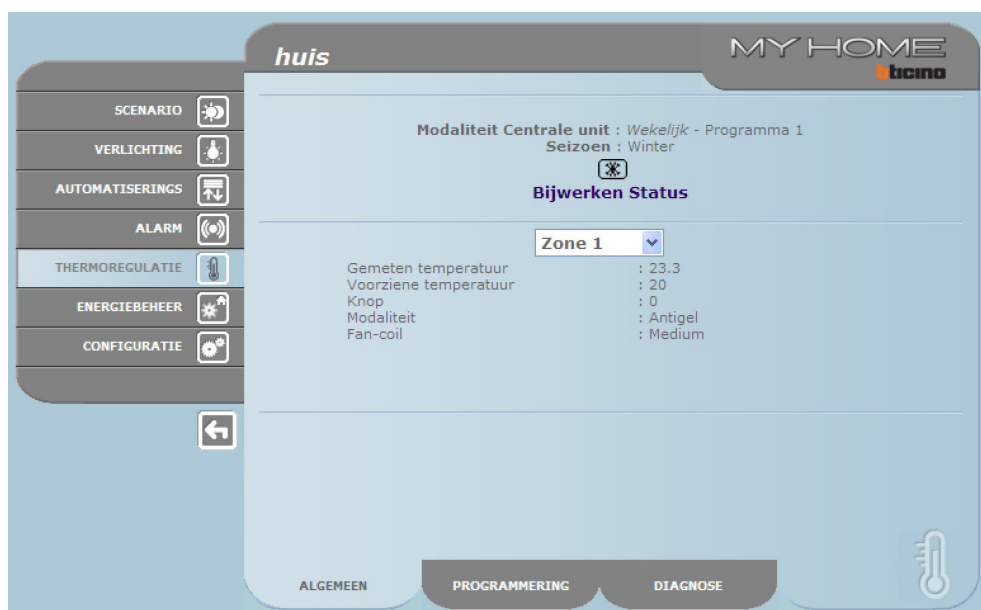 huis
MY HOME
bticino
SCENARIO
VERLICHTING
AUTOMATISERINGS
ALARM
THERMOREGULATIE
ENERGIEBEHEER
CONFIGURATIE
Modaliteit Centrale unit : Wekelijk - Programma 1
Seizoen : Winter
Bijwerken Status
Zone 1
Gemeten temperatuur : 23.3
Voorziene temperatuur : 20
Knop : 0
Modaliteit : Antigel
Fan-coil : Medium
ALGEMEEN PROGRAMMERING DIAGNOSE